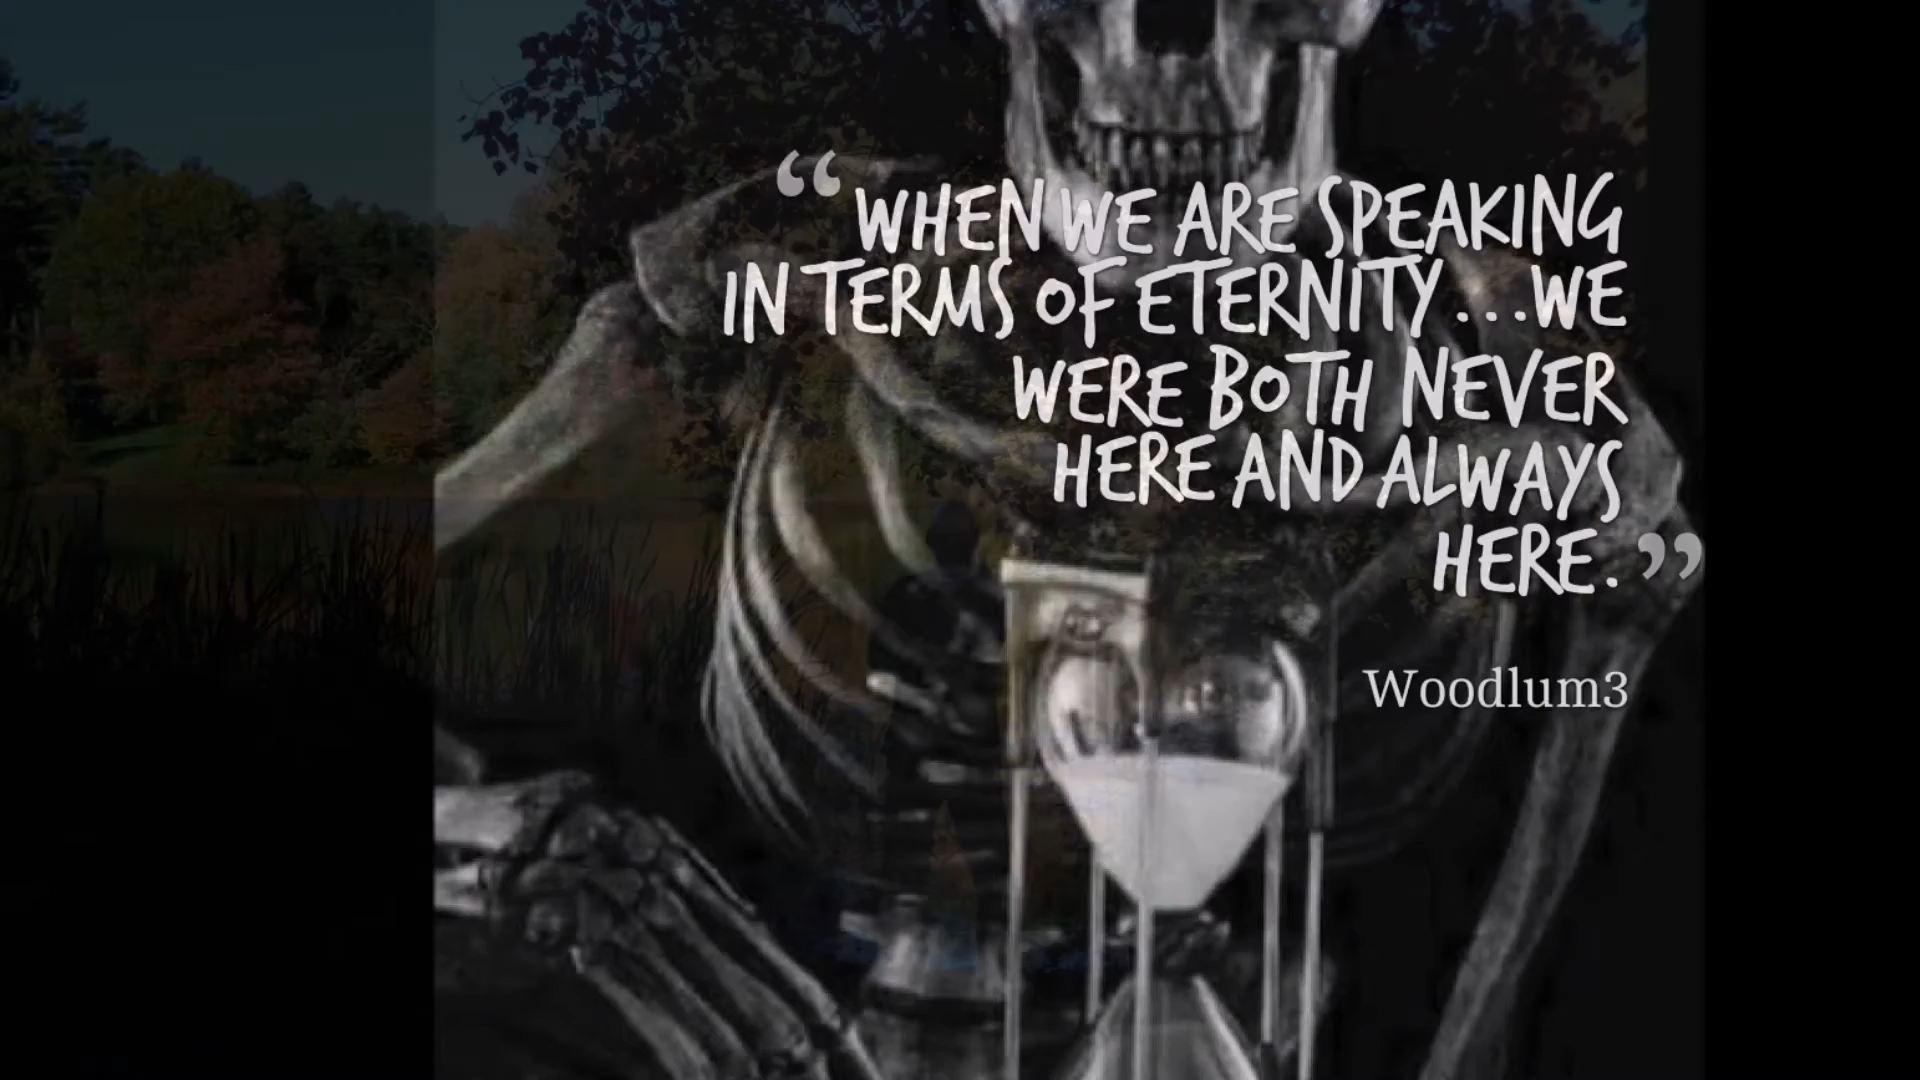 “WHEN WE ARE SPEAKING
IN TERMS OF ETERNITY ...WE
WERE BOTH NEVER
HERE AND ALWAYS
HERE.”
Woodlum3